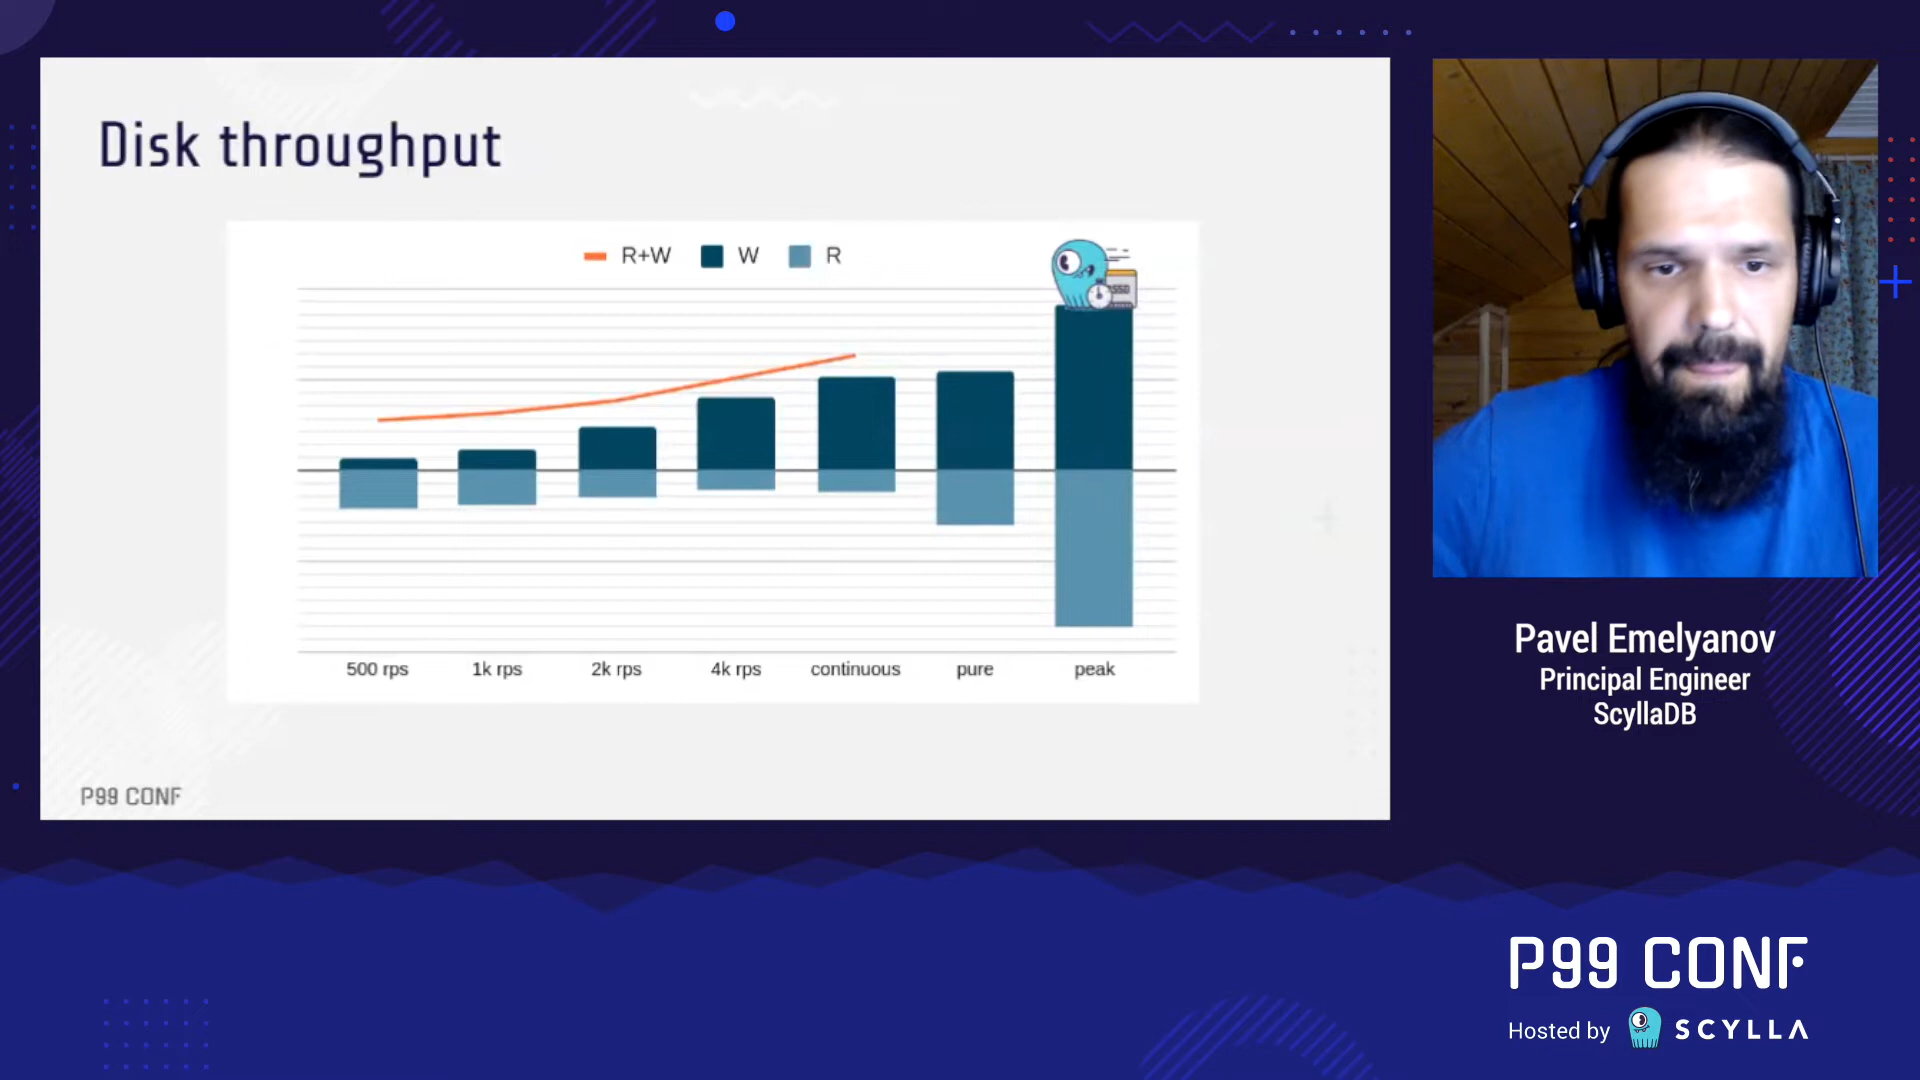 Disk throughput
R+W W R
SSD
500 rps 1k rps 2k rps 4k rps continuous pure peak
P99 CONF
Pavel Emelyanov
Principal Engineer
ScyllaDB
P99 CONF
Hosted by SCYLLA